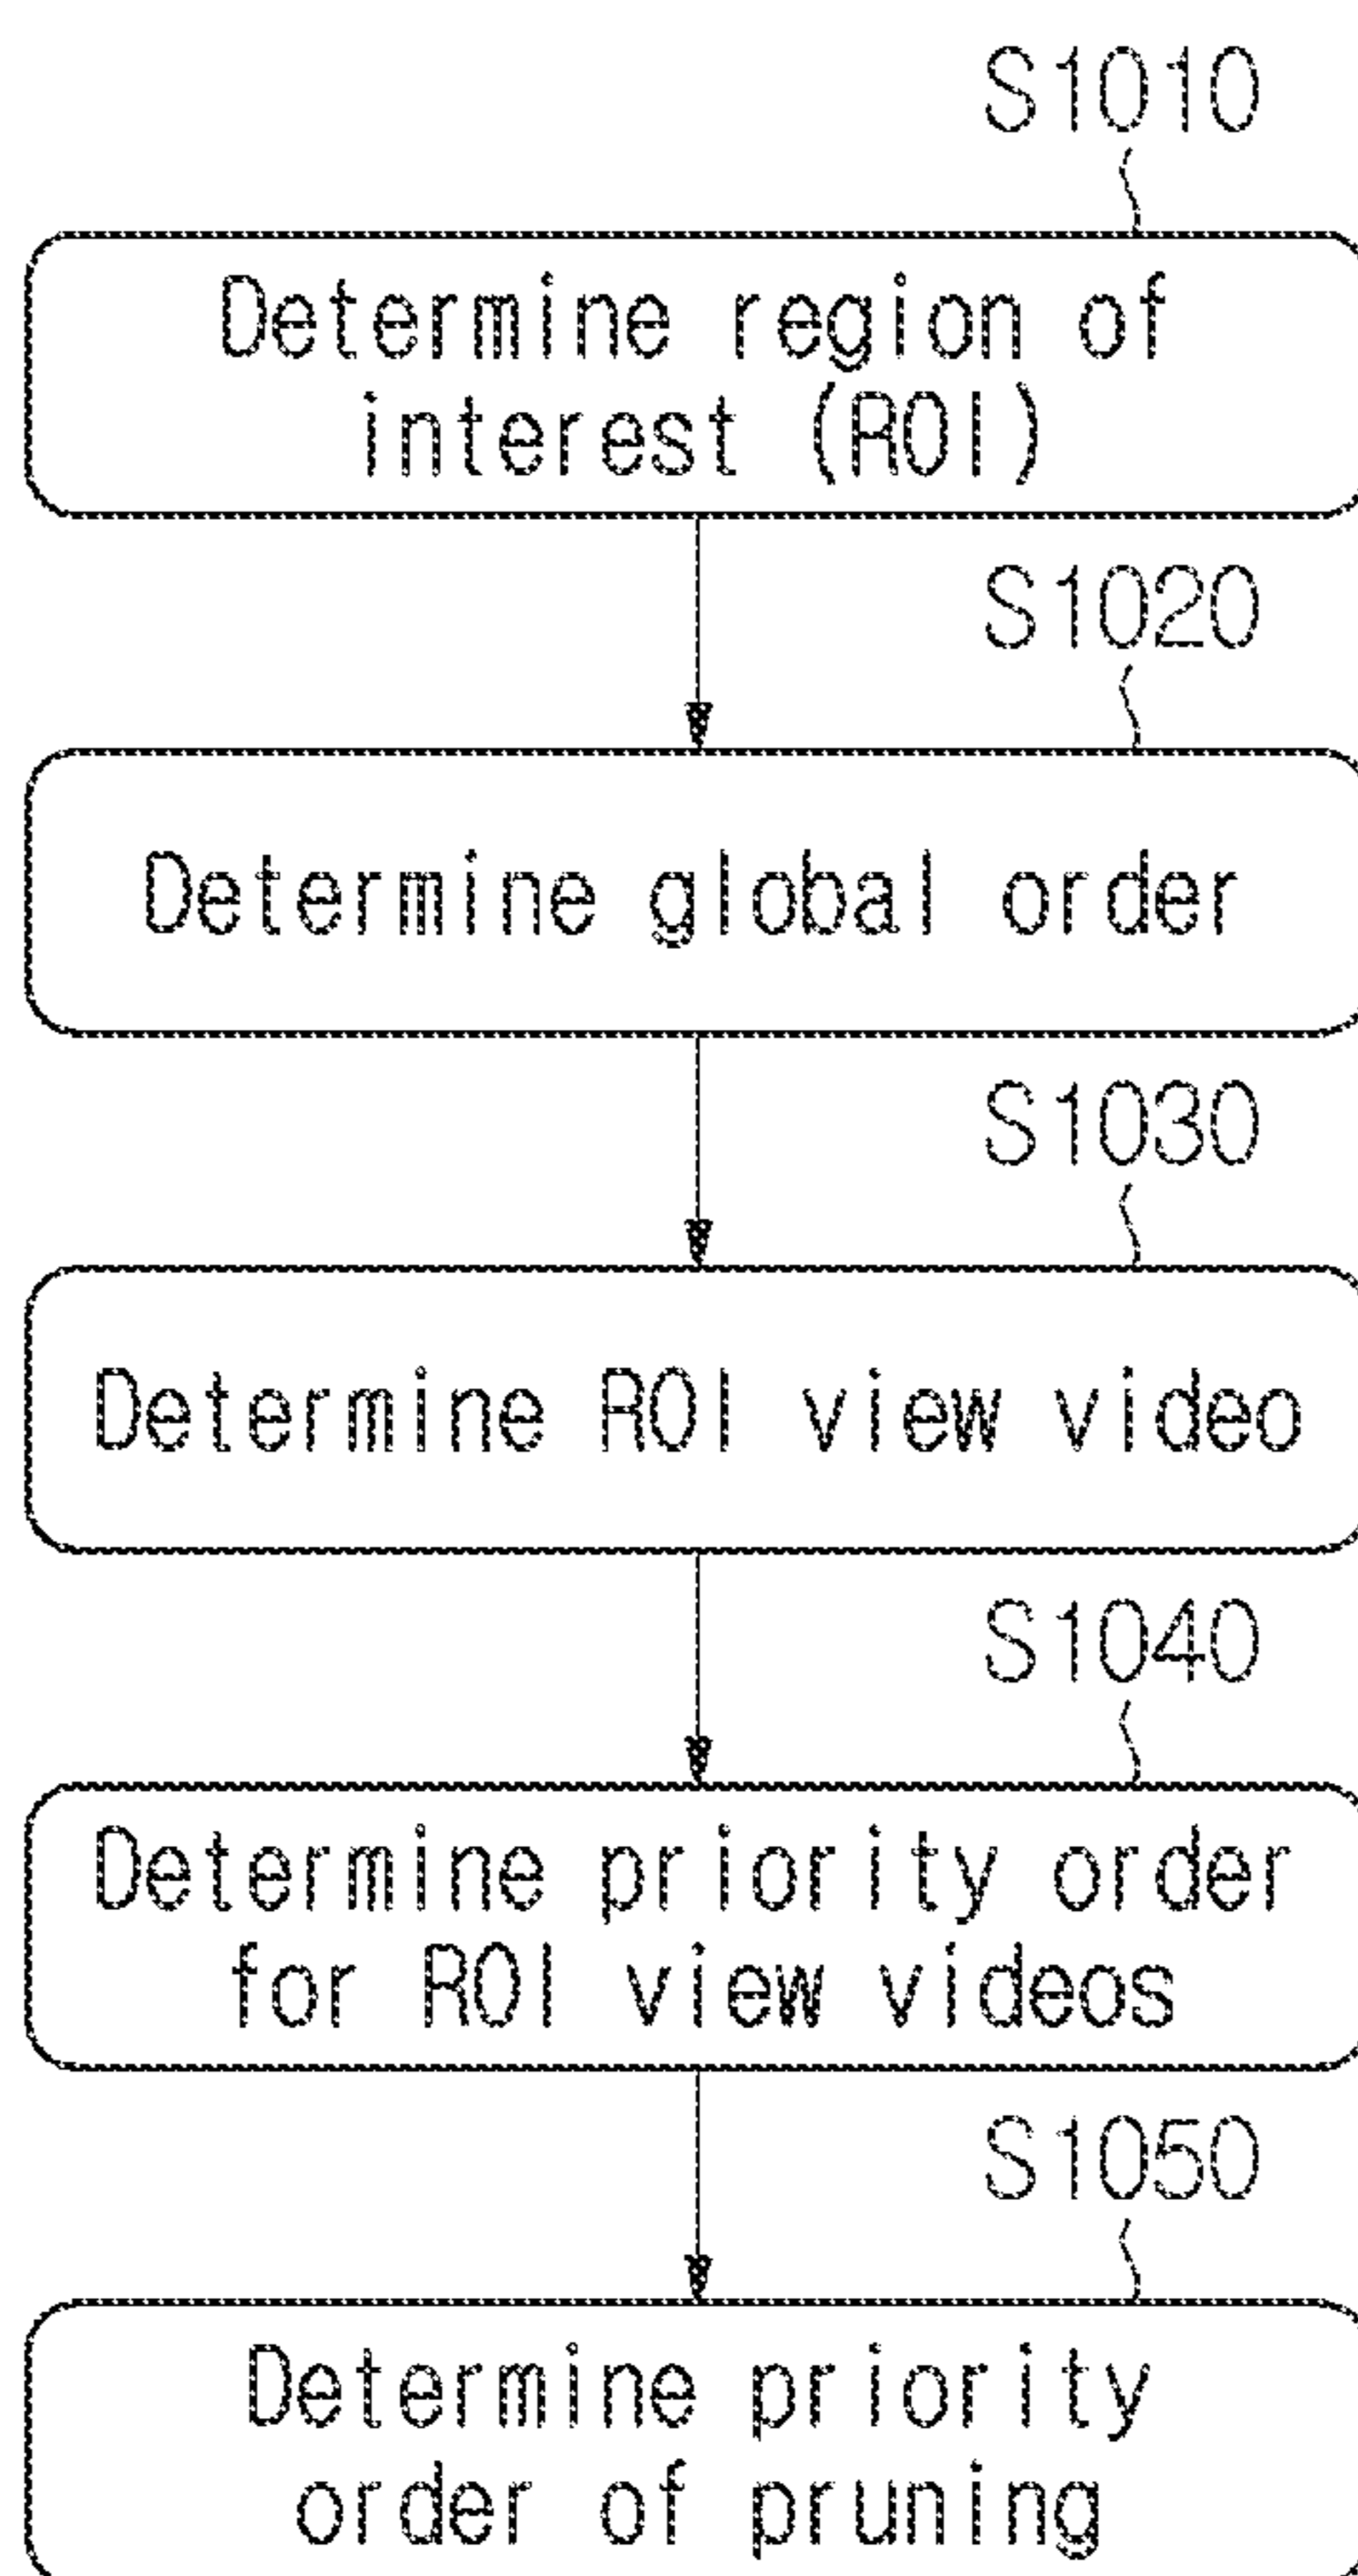 S1010
Determine region of
interest (ROI)
S1020
Determine global order
S1030
Determine ROI view video
S1040
Determine priority order
for ROI view videos
S1050
Determine priority
order of pruning